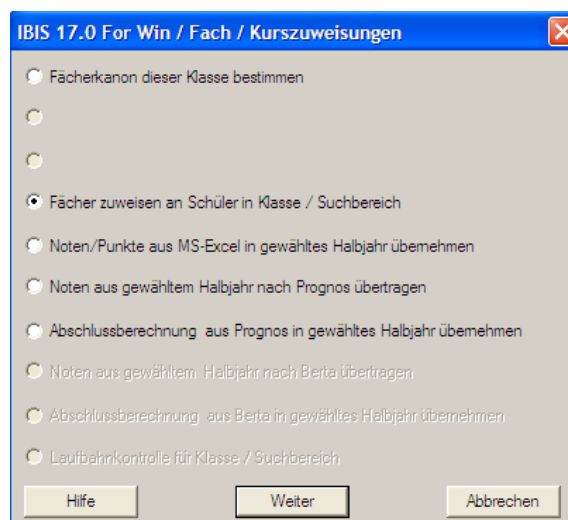 IBIS 17.0 For Win / Fach / Kurszuweisungen
Fächerkanon dieser Klasse bestimmen
Fächer zuweisen an Schüler in Klasse / Suchbereich
Noten/Punkte aus MS-Excel in gewähltes Halbjahr übernehmen
Noten aus gewähltem Halbjahr nach Prognos übertragen
Abschlussberechnung aus Prognos in gewähltes Halbjahr übernehmen
Noten aus gewähltem Halbjahr nach Berta übertragen
Abschlussberechnung aus Berta in gewähltes Halbjahr übernehmen
Laufbahnkontrolle für Klasse / Suchbereich
Hilfe Weiter Abbrechen